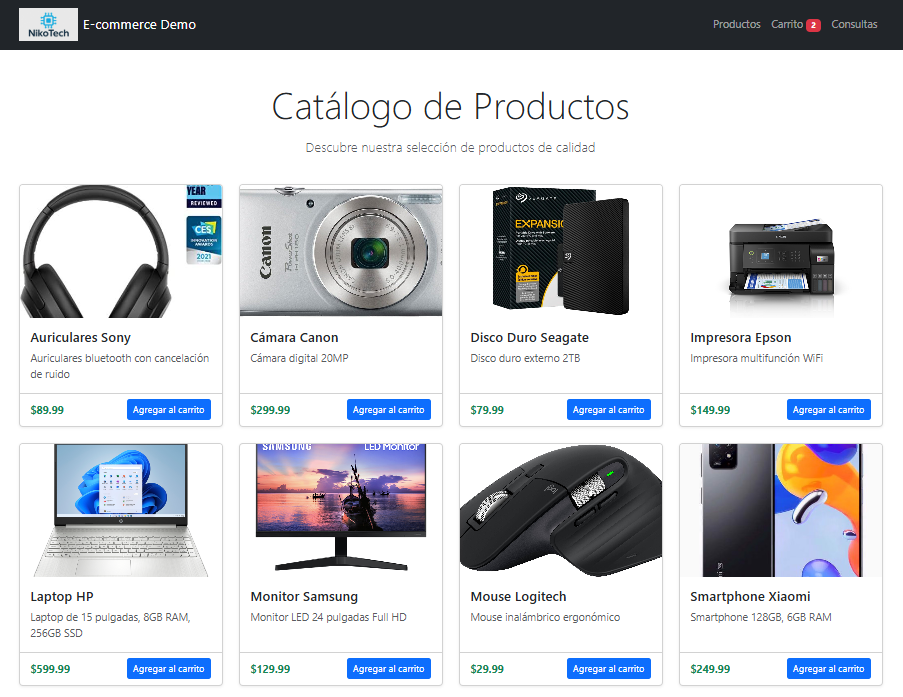 NikoTech
E-commerce Demo
Productos
Carrito 2
Consultas
Catálogo de Productos
Descubre nuestra selección de productos de calidad
YEAR
REVIEWED
CES
INNOVATION
AWARDS
2021
Canon
PowerShot
SEAGATE
EXPANSION
SAMSUNG
LED Monitor
Auriculares Sony
Auriculares bluetooth con cancelación
de ruido
$89.99
Agregar al carrito
Cámara Canon
Cámara digital 20MP
$299.99
Agregar al carrito
Disco Duro Seagate
Disco duro externo 2TB
$79.99
Agregar al carrito
Impresora Epson
Impresora multifunción WiFi
$149.99
Agregar al carrito
Laptop HP
Laptop de 15 pulgadas, 8GB RAM,
256GB SSD
$599.99
Agregar al carrito
Monitor Samsung
Monitor LED 24 pulgadas Full HD
$129.99
Agregar al carrito
Mouse Logitech
Mouse inalámbrico ergonómico
$29.99
Agregar al carrito
Smartphone Xiaomi
Smartphone 128GB, 6GB RAM
$249.99
Agregar al carrito